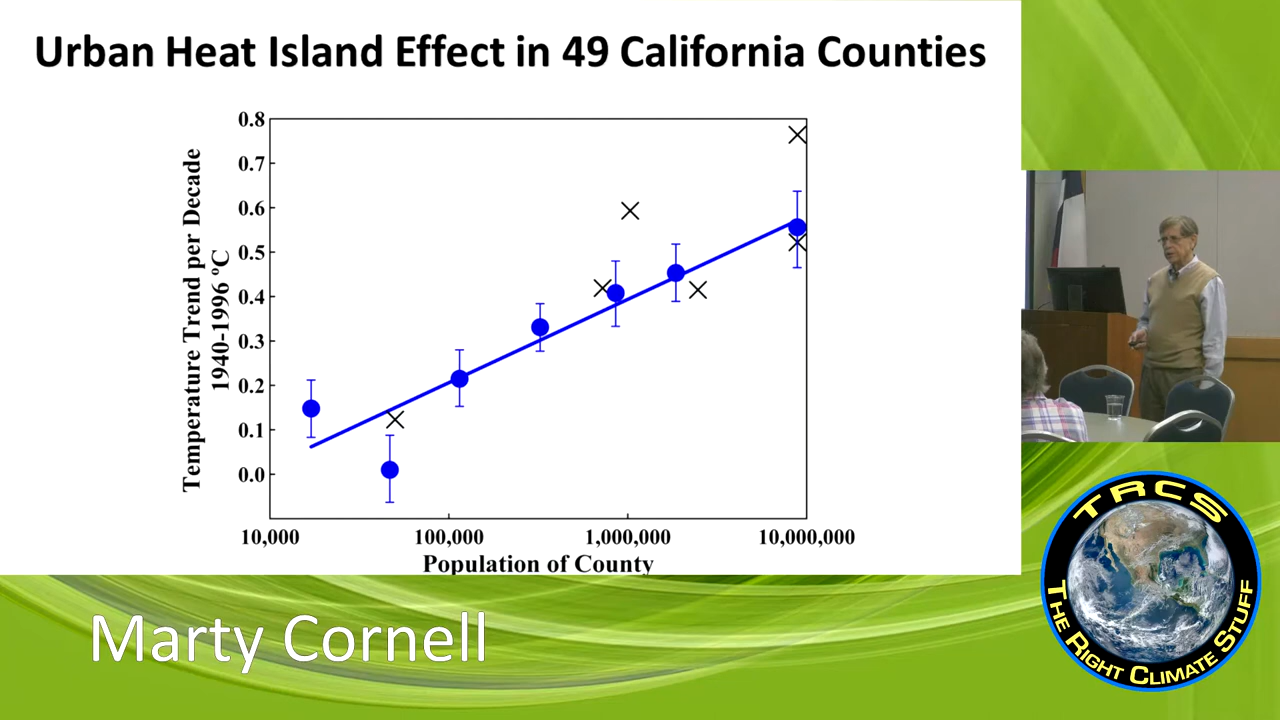 Urban Heat Island Effect in 49 California Counties
Temperature Trend per Decade
1940-1996 ºC
0.8
0.7
0.6
0.5
0.4
0.3
0.2
0.1
0.0
10,000
100,000
1,000,000
10,000,000
Population of County
Marty Cornell
TRCS
THE RIGHT CLIMATE STUFF